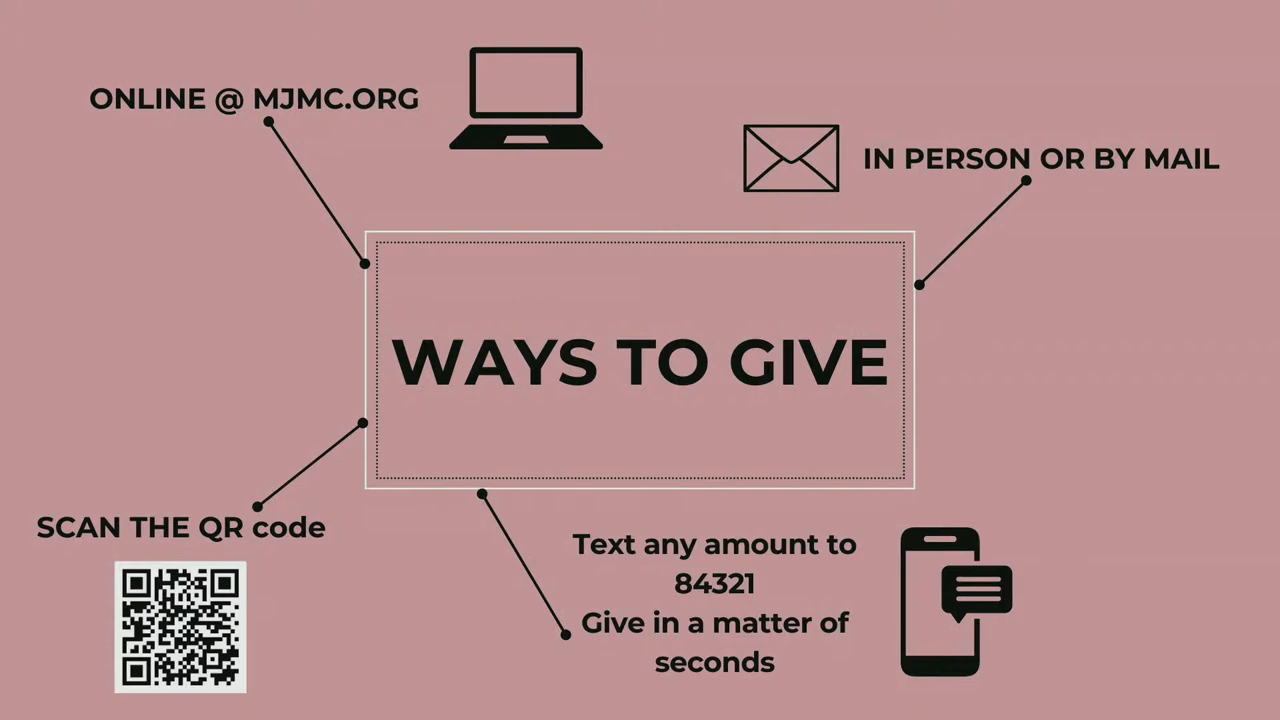 ONLINE @ MJMC.ORG
IN PERSON OR BY MAIL
WAYS TO GIVE
SCAN THE QR code
Text any amount to
84321
Give in a matter of
seconds